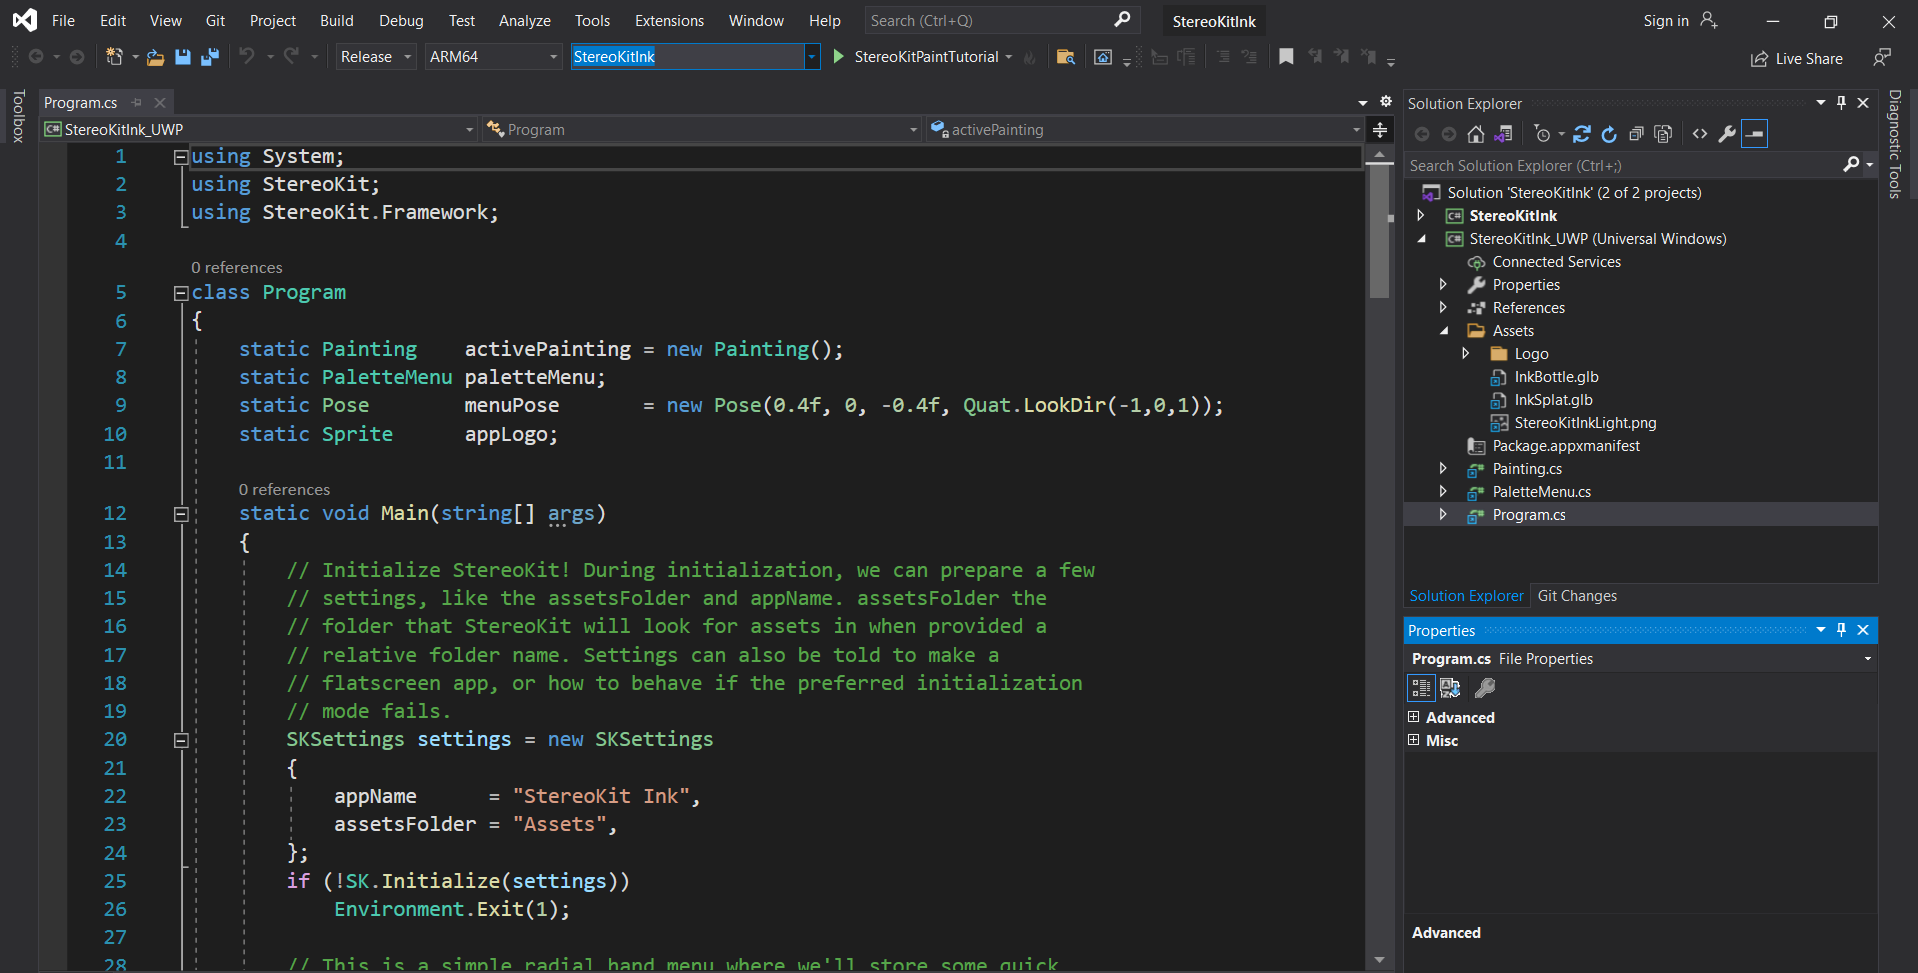 File Edit View Git Project Build Debug Test Analyze Tools Extensions Window Help Search (Ctrl+Q) StereoKitInk Sign in
Release ARM64 StereoKitInk StereoKitPaintTutorial Live Share
Toolbox
Program.cs
StereoKitInk_UWP Program activePainting
1 using System;
2 using StereoKit;
3 using StereoKit.Framework;
4
0 references
5 class Program
6 {
7 static Painting activePainting = new Painting();
8 static PaletteMenu paletteMenu;
9 static Pose menuPose = new Pose(0.4f, 0, -0.4f, Quat.LookDir(-1,0,1));
10 static Sprite appLogo;
11
0 references
12 static void Main(string[] args)
13 {
14 // Initialize StereoKit! During initialization, we can prepare a few
15 // settings, like the assetsFolder and appName. assetsFolder the
16 // folder that StereoKit will look for assets in when provided a
17 // relative folder name. Settings can also be told to make a
18 // flatscreen app, or how to behave if the preferred initialization
19 // mode fails.
20 SKSettings settings = new SKSettings
21 {
22 appName = "StereoKit Ink",
23 assetsFolder = "Assets",
24 };
25 if (!SK.Initialize(settings))
26 Environment.Exit(1);
27
28 // This is a simple radial hand menu where we'll store some quick
Solution Explorer
Search Solution Explorer (Ctrl+;)
Solution 'StereoKitInk' (2 of 2 projects)
StereoKitInk
StereoKitInk_UWP (Universal Windows)
Connected Services
Properties
References
Assets
Logo
InkBottle.glb
InkSplat.glb
StereoKitInkLight.png
Package.appxmanifest
Painting.cs
PaletteMenu.cs
Program.cs
Solution Explorer Git Changes
Properties
Program.cs File Properties
Advanced
Misc
Advanced
Diagnostic Tools